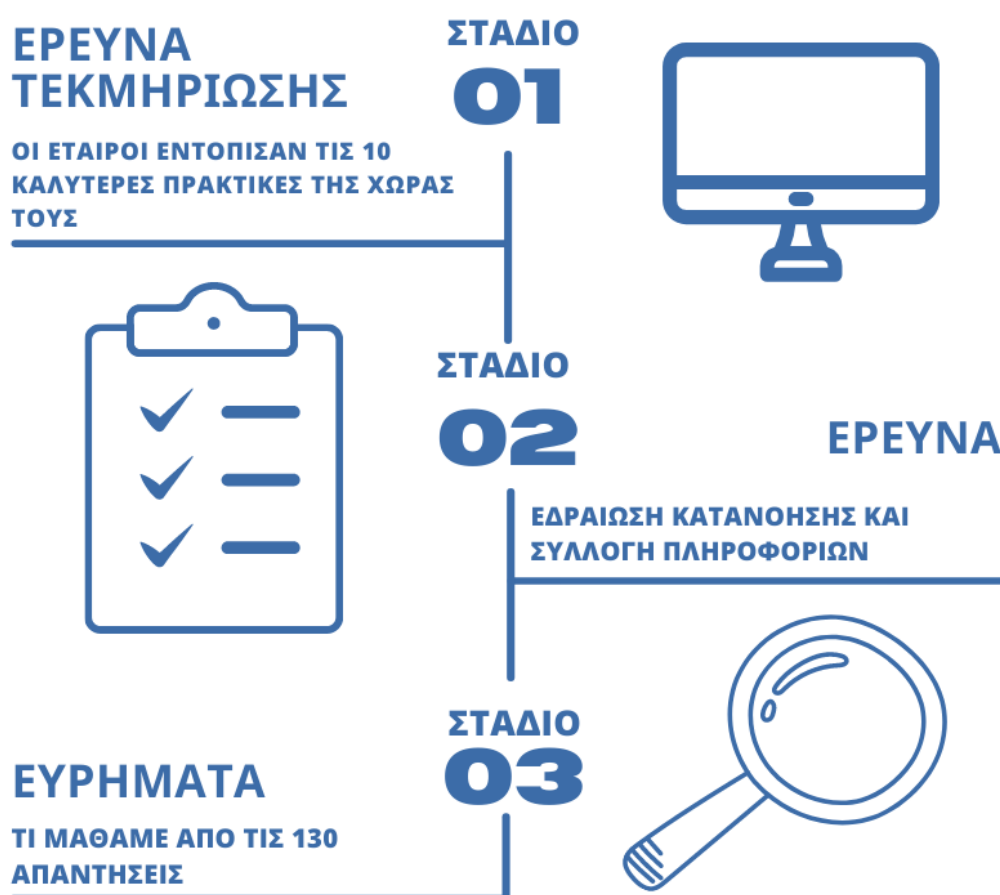 ΣΤΑΔΙΟ
01
ΕΡΕΥΝΑ
ΤΕΚΜΗΡΙΩΣΗΣ
ΟΙ ΕΤΑΙΡΟΙ ΕΝΤΟΠΙΣΑΝ ΤΙΣ 10
ΚΑΛΥΤΕΡΕΣ ΠΡΑΚΤΙΚΕΣ ΤΗΣ ΧΩΡΑΣ
ΤΟΥΣ
ΣΤΑΔΙΟ
02
ΕΡΕΥΝΑ
ΕΔΡΑΙΩΣΗ ΚΑΤΑΝΟΗΣΗΣ ΚΑΙ
ΣΥΛΛΟΓΗ ΠΛΗΡΟΦΟΡΙΩΝ
ΣΤΑΔΙΟ
03
ΕΥΡΗΜΑΤΑ
ΤΙ ΜΑΘΑΜΕ ΑΠΟ ΤΙΣ 130
ΑΠΑΝΤΗΣΕΙΣ